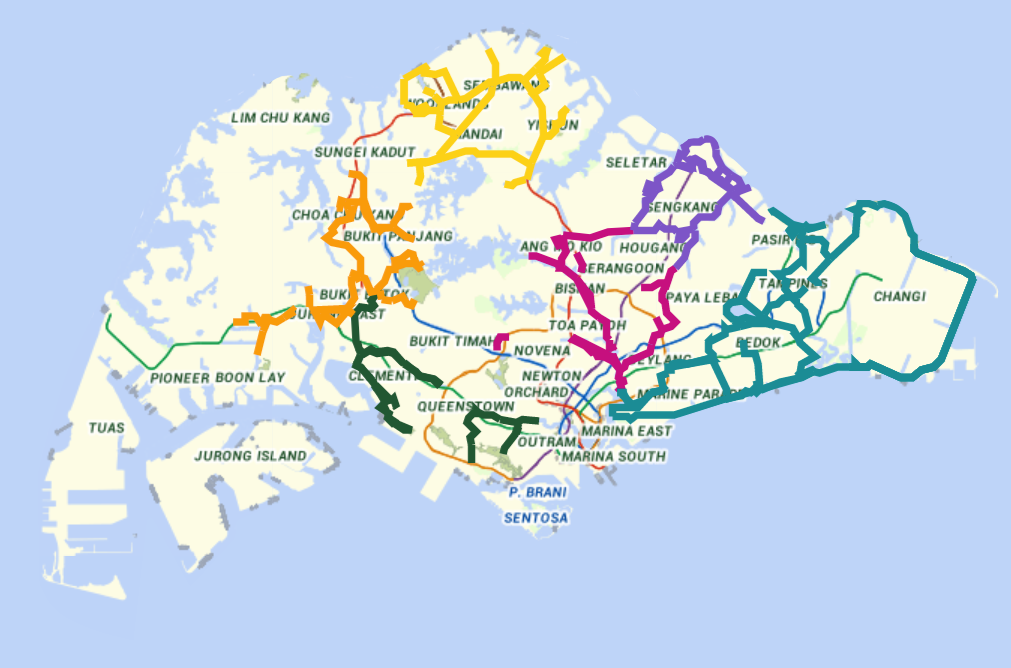 SEMBAWANG
WOODLANDS
LIM CHU KANG
YISHUN
MANDAI
SUNGEI KADUT
SELETAR
SENGKANG
CHOA CHU KANG
BUKIT PANJANG
ANG MO KIO
HOUGANG
PASIR
SERANGOON
TAMPINES
BISHAN
BUKIT BATOK
PAYA LEBAR
CHANGI
JURONG EAST
TOA PAYOH
BUKIT TIMAH
NOVENA
BEDOK
GEYLANG
PIONEER
BOON LAY
CLEMENTI
NEWTON
ORCHARD
MARINE PARADE
QUEENSTOWN
TUAS
MARINA EAST
OUTRAM
JURONG ISLAND
MARINA SOUTH
P. BRANI
SENTOSA